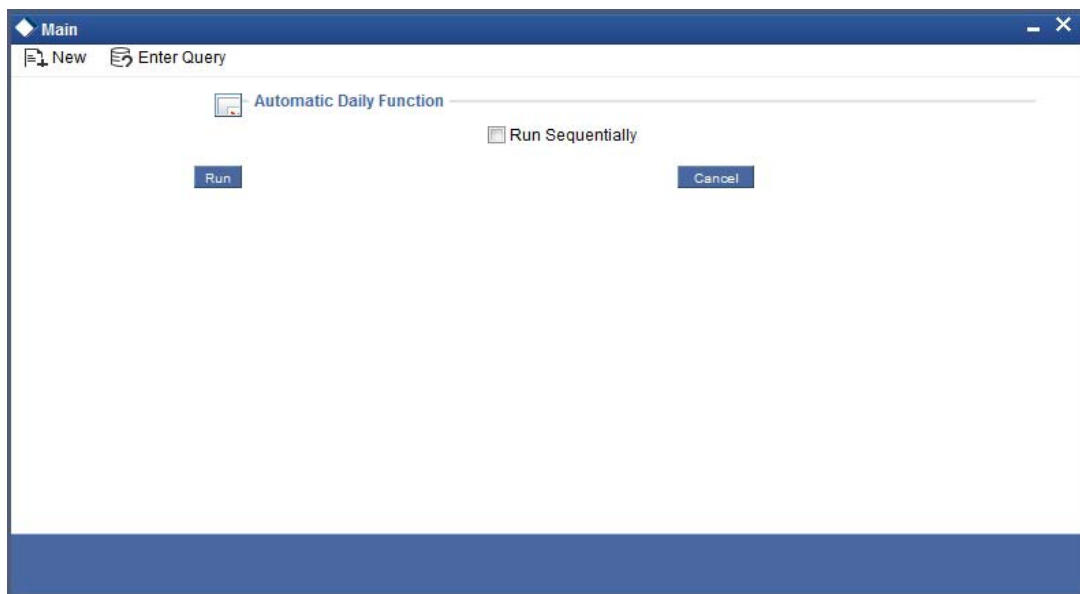 Main
New Enter Query
Automatic Daily Function
Run Sequentially
Run Cancel